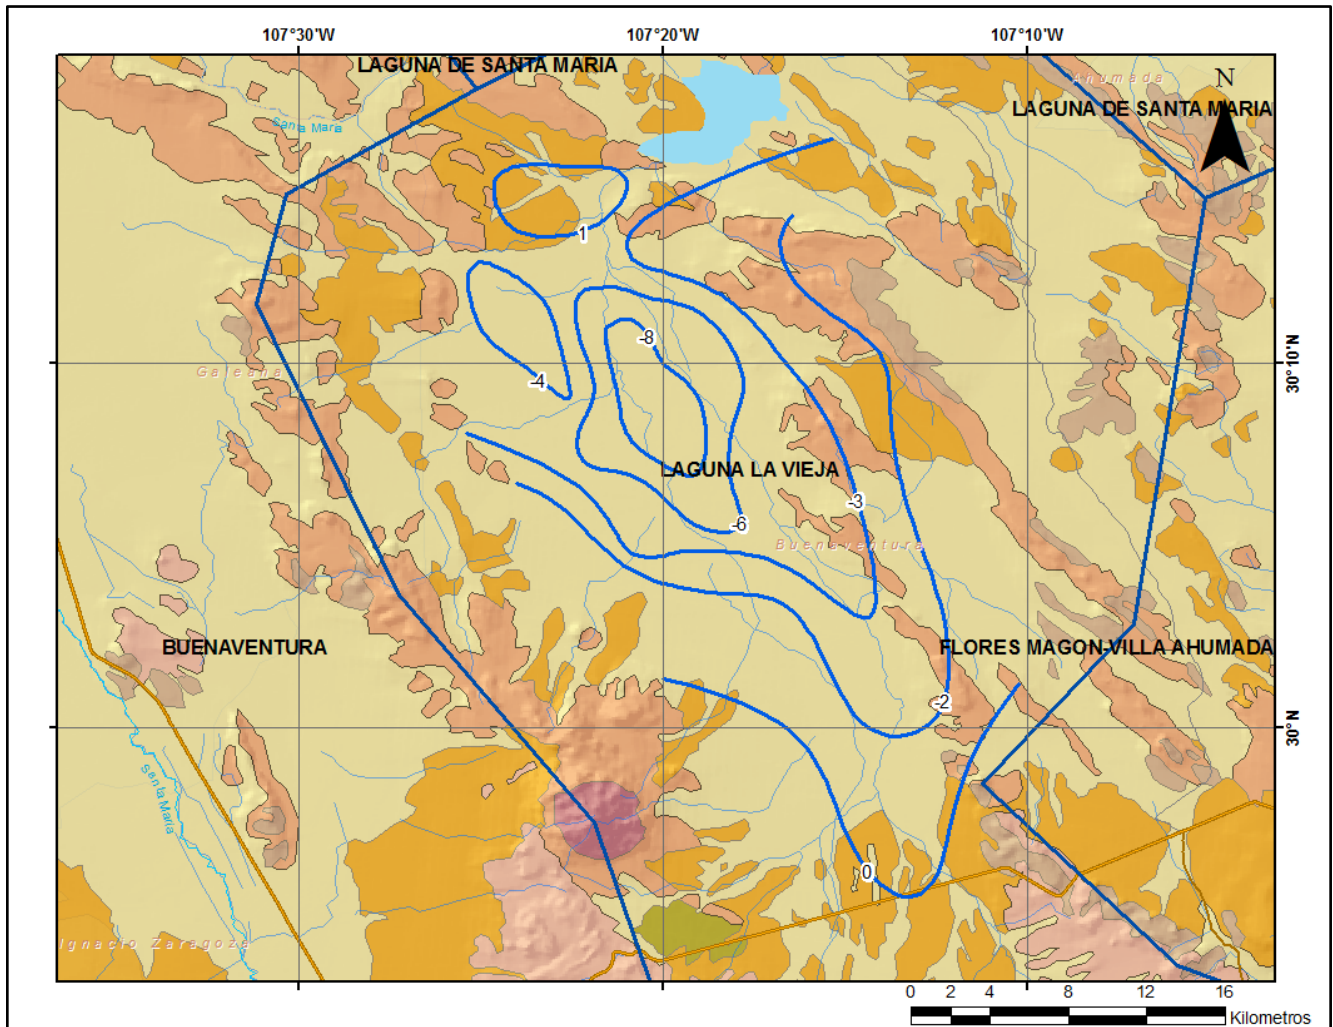 107°30'W
107°20'W
107°10'W
LAGUNA DE SANTA MARIA
Ahumada
N
LAGUNA DE SANTA MARIA
Santa Maria
1
-8
30°10'N
Galeana
-4
LAGUNA LA VIEJA
-3
-6
Buenaventura
BUENAVENTURA
FLORES MAGON-VILLA AHUMADA
-2
30°N
Santa Maria
0
Ignacio Zaragoza
0 2 4 8 12 16
Kilometros